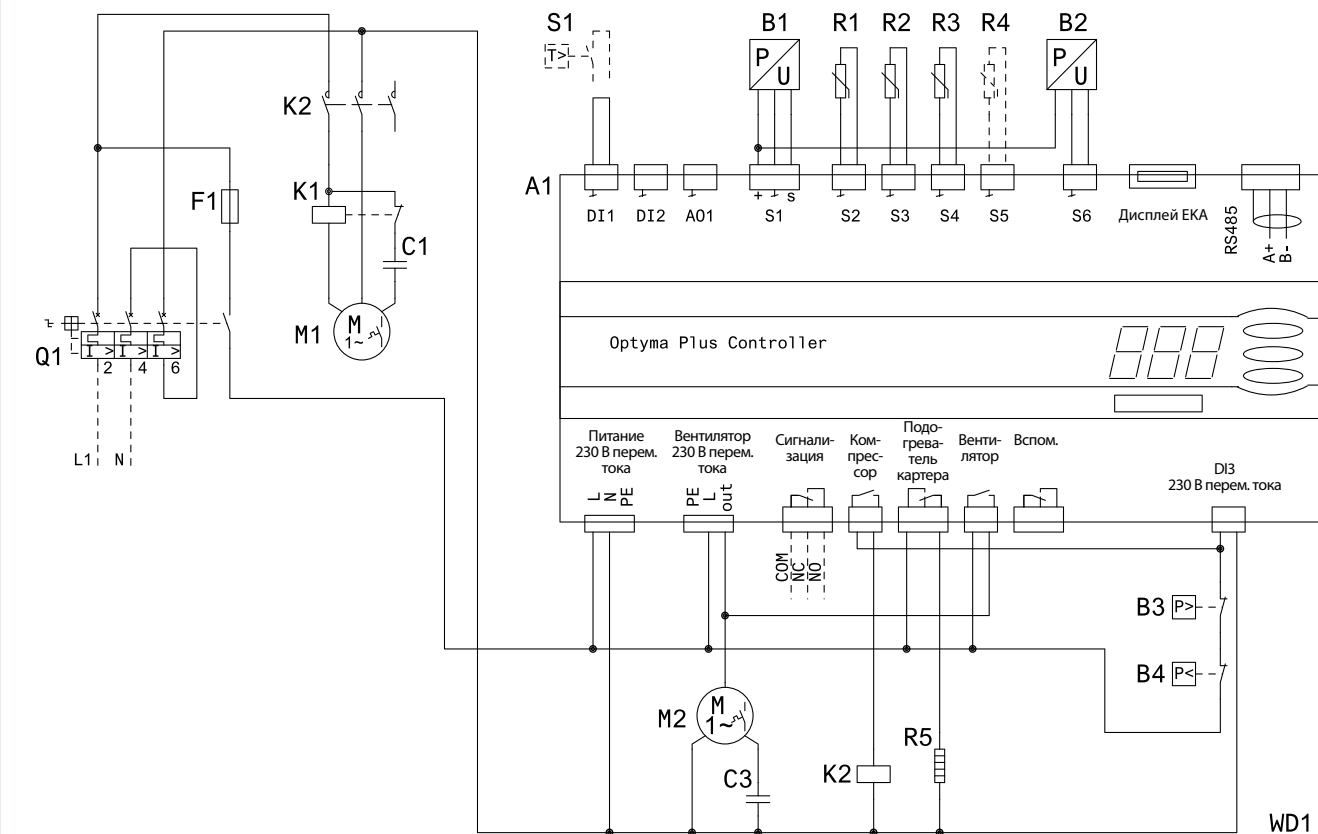 S1
B1
R1
R2
R3
R4
B2
T>
P
U
P
U
K2
A1
K1
F1
C1
+
s
DI1
DI2
AO1
S1
S2
S3
S4
S5
S6
Дисплей EKA
RS485
A+
B-
M1
M
1~
Q1
I >
I >
I >
2
4
6
L1
N
Optyma Plus Controller
Питание
230 В перем.
тока
Вентилятор
230 В перем.
тока
Сигнали-
зация
Ком-
прес-
сор
Подо-
грева-
тель
картера
Венти-
лятор
Вспом.
DI3
230 В перем. тока
L
N
PE
PE
L
out
COM
NC
NO
B3
P>
B4
P<
M2
M
1~
C3
K2
R5
WD1